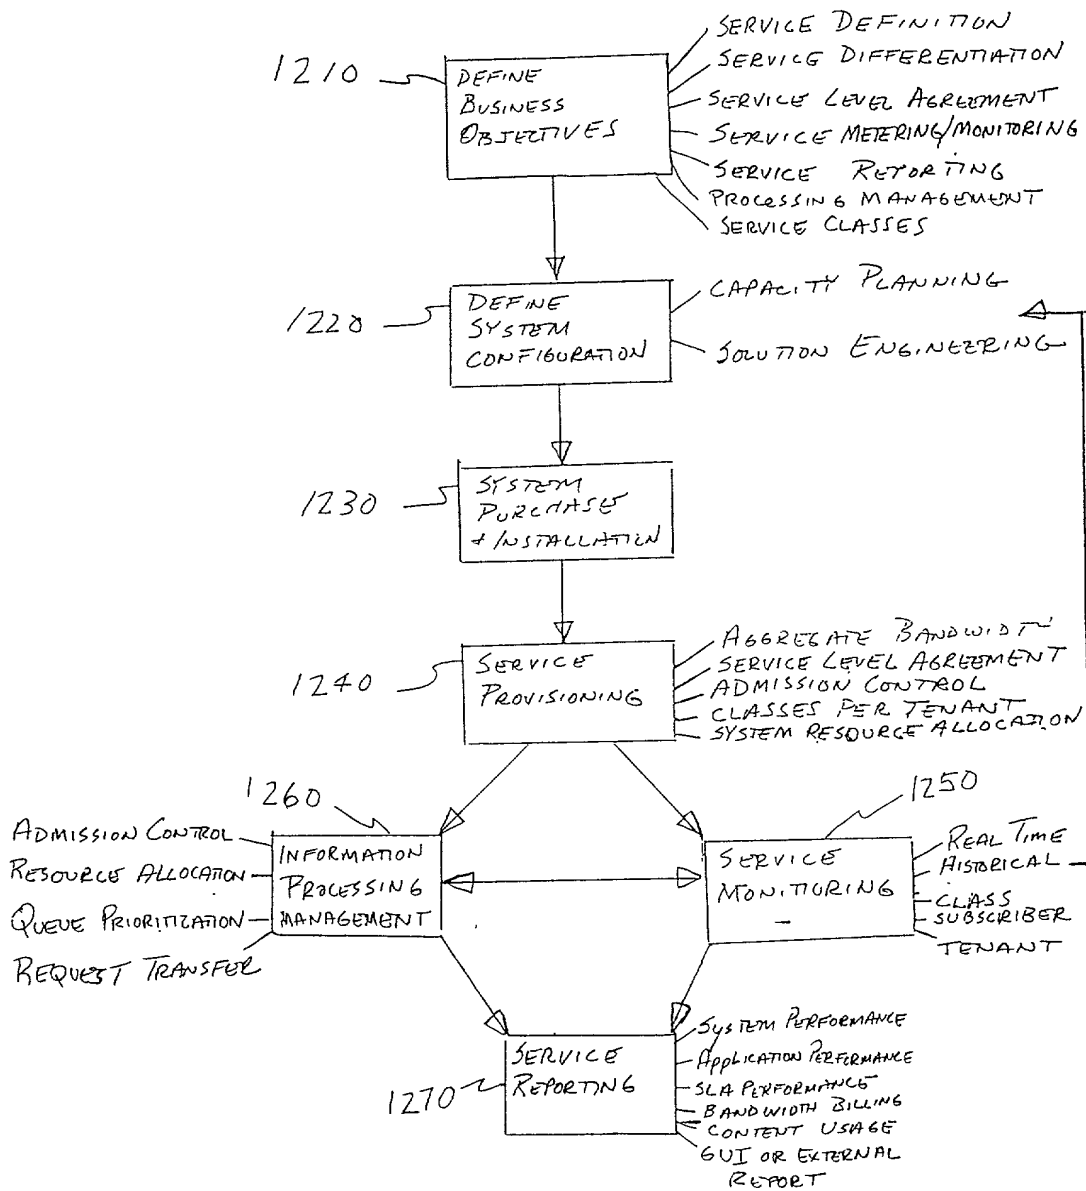 1210
DEFINE
BUSINESS
OBJECTIVES
SERVICE DEFINITION
SERVICE DIFFERENTIATION
SERVICE LEVEL AGREEMENT
SERVICE METERING/MONITORING
SERVICE REPORTING
PROCESSING MANAGEMENT
SERVICE CLASSES
1220
DEFINE
SYSTEM
CONFIGURATION
CAPACITY PLANNING
SOLUTION ENGINEERING
1230
SYSTEM
PURCHASE
+ INSTALLATION
1240
SERVICE
PROVISIONING
AGGREGATE BANDWIDTH
SERVICE LEVEL AGREEMENT
ADMISSION CONTROL
CLASSES PER TENANT
SYSTEM RESOURCE ALLOCATION
1260
ADMISSION CONTROL
RESOURCE ALLOCATION
QUEUE PRIORITIZATION
REQUEST TRANSFER
INFORMATION
PROCESSING
MANAGEMENT
1250
SERVICE
MONITORING
REAL TIME
HISTORICAL
CLASS
SUBSCRIBER
TENANT
1270
SERVICE
REPORTING
SYSTEM PERFORMANCE
APPLICATION PERFORMANCE
SLA PERFORMANCE
BANDWIDTH BILLING
CONTENT USAGE
GUI OR EXTERNAL
REPORT